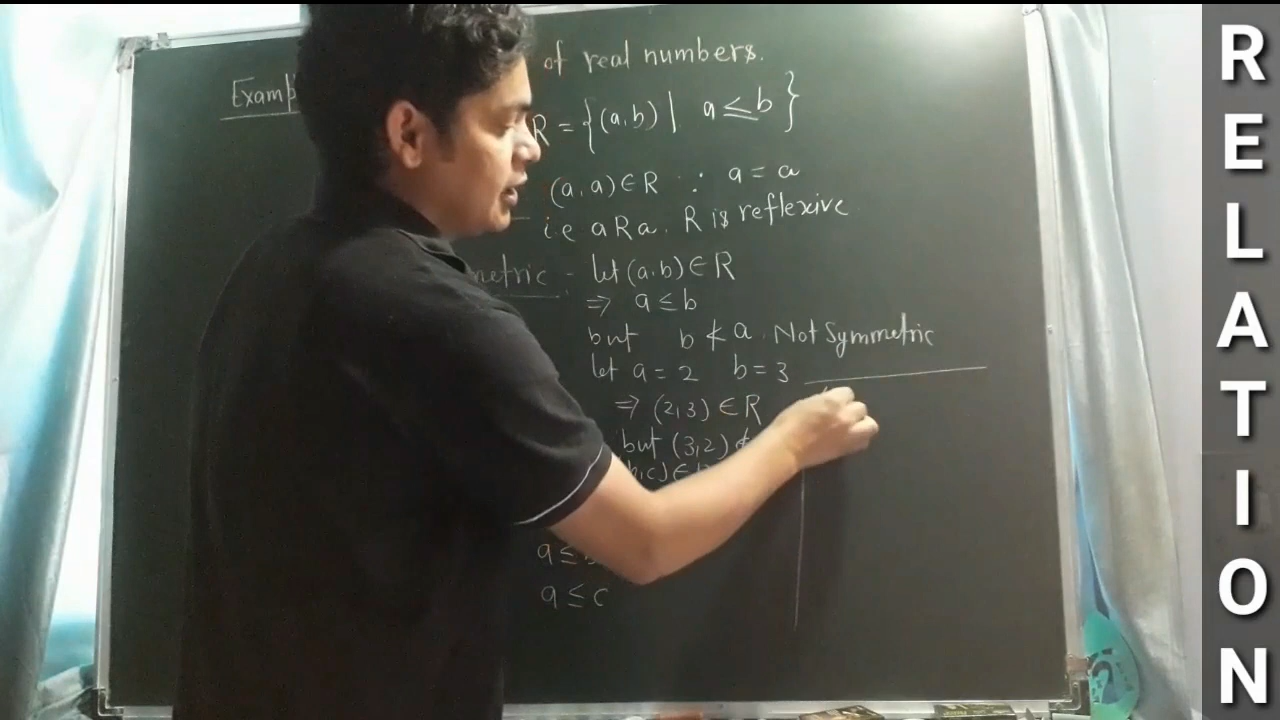 Examp
of real numbers.
R = {(a,b) | a ≤ b}
(a,a) ∈ R ∵ a = a
i.e aRa. R is reflexive
metric - let (a,b) ∈ R
⇒ a ≤ b
but b ≮ a. Not Symmetric
let a = 2 b = 3
⇒ (2,3) ∈ R
but (3,2) ∉
b,c) ∈ R
a ≤ b
a ≤ c
RELATION